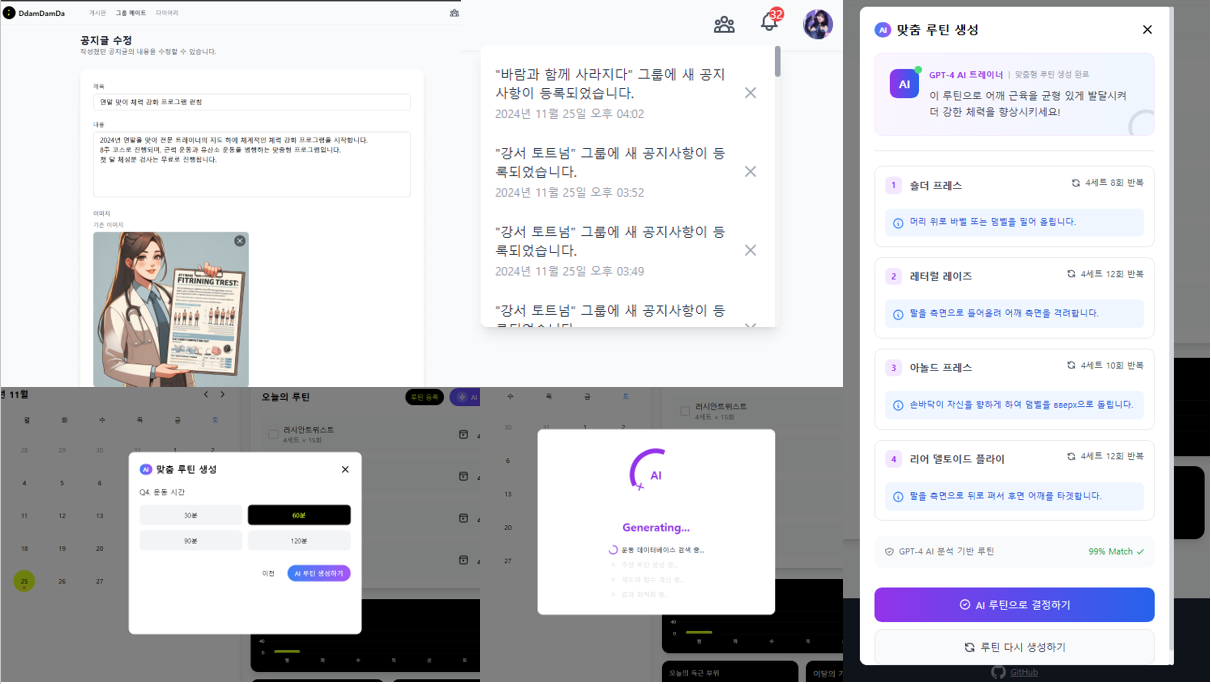 DdamDamDa
게시판 그룹 메이트 다이어리
공지글 수정
작성했던 공지글의 내용을 수정할 수 있습니다.
제목
연말 맞이 체력 강화 프로그램 런칭
내용
2024년 연말을 맞이 전문 트레이너의 지도 하에 체계적인 체력 강화 프로그램을 시작합니다.
8주 코스로 진행되며, 근력 운동과 유산소 운동을 병행하는 맞춤형 프로그램입니다.
첫 달 체성분 검사는 무료로 진행됩니다.
이미지
기존 이미지
FITRINING TREST:
32
"바람과 함께 사라지다" 그룹에 새 공지
사항이 등록되었습니다.
2024년 11월 25일 오후 04:02
"강서 토트넘" 그룹에 새 공지사항이 등
록되었습니다.
2024년 11월 25일 오후 03:52
"강서 토트넘" 그룹에 새 공지사항이 등
록되었습니다.
2024년 11월 25일 오후 03:49
"강서 토트넘" 그룹에 새 공지사항이 등
록되었습니다.
년 11월
월 화 수 목 금 토
28 29 30 31 1 2
4 5 6
11 12 13
18 19 20
25 26 27
오늘의 루틴
루틴 등록
AI
러시안트위스트
4세트 × 15회
AI 맞춤 루틴 생성
Q4. 운동 시간
30분 60분
90분 120분
이전
AI 루틴 생성하기
40
0
월 화 수 목 금 토
수 목 금 토
30 31 1 2
6
13
20
27
러시안트위스트
4세트 × 15회
AI
Generating...
운동 데이터베이스 검색 중..
추천 루틴 생성 중..
세트와 횟수 계산 중..
결과 최적화 중..
40
0
월 화 수 목
오늘의 득근 부위
이달의 기
AI 맞춤 루틴 생성
AI
GPT-4 AI 트레이너 | 맞춤형 루틴 생성 완료
이 루틴으로 어깨 근육을 균형 있게 발달시켜
더 강한 체력을 향상시키세요!
1 숄더 프레스
4세트 8회 반복
머리 위로 바벨 또는 덤벨을 밀어 올립니다.
2 레터럴 레이즈
4세트 12회 반복
팔을 측면으로 들어올려 어깨 측면을 격려합니다.
3 아놀드 프레스
4세트 10회 반복
손바닥이 자신을 향하게 하여 덤벨을 вверх으로 돌립니다.
4 리어 델토이드 플라이
4세트 12회 반복
팔을 측면으로 뒤로 펴서 후면 어깨를 타겟합니다.
GPT-4 AI 분석 기반 루틴
99% Match
AI 루틴으로 결정하기
루틴 다시 생성하기
GitHub